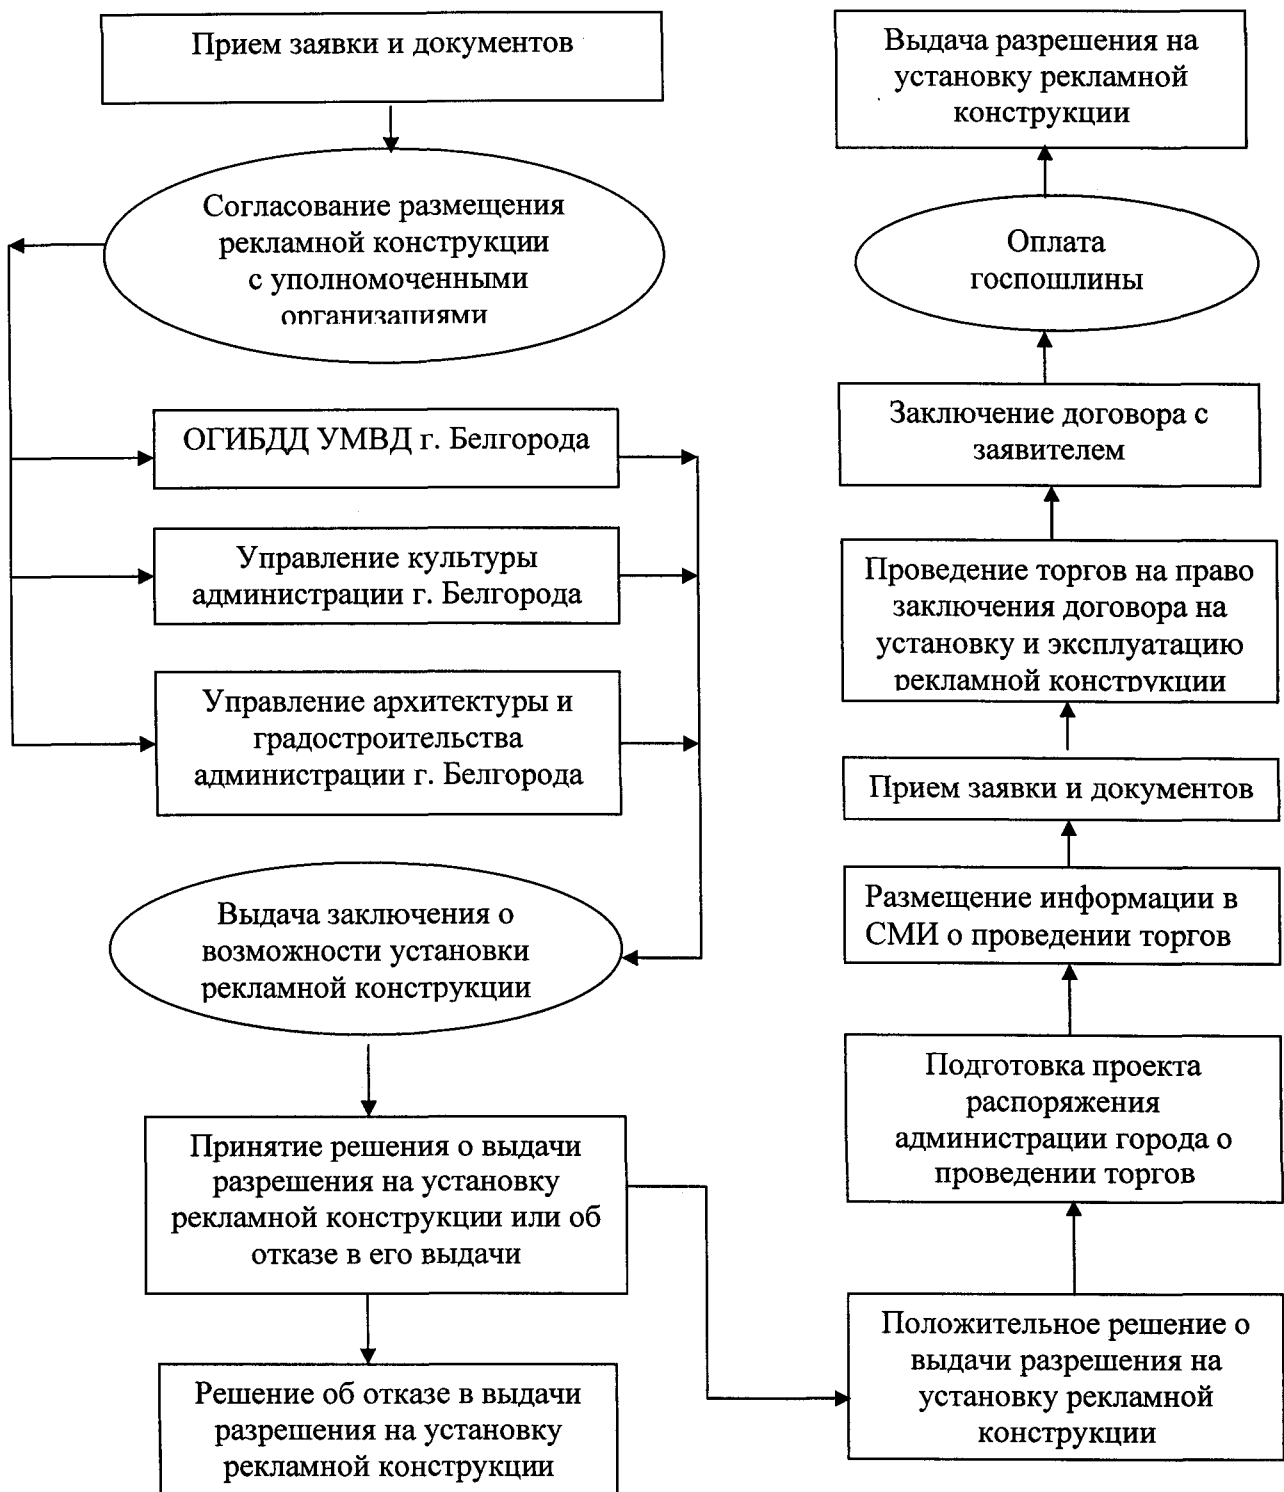 Прием заявки и документов
Согласование размещения
рекламной конструкции
с уполномоченными
организациями
ОГИБДД УМВД г. Белгорода
Управление культуры
администрации г. Белгорода
Управление архитектуры и
градостроительства
администрации г. Белгорода
Выдача заключения о
возможности установки
рекламной конструкции
Принятие решения о выдачи
разрешения на установку
рекламной конструкции или об
отказе в его выдачи
Решение об отказе в выдачи
разрешения на установку
рекламной конструкции
Выдача разрешения на
установку рекламной
конструкции
Оплата
госпошлины
Заключение договора с
заявителем
Проведение торгов на право
заключения договора на
установку и эксплуатацию
рекламной конструкции
Прием заявки и документов
Размещение информации в
СМИ о проведении торгов
Подготовка проекта
распоряжения
администрации города о
проведении торгов
Положительное решение о
выдачи разрешения на
установку рекламной
конструкции